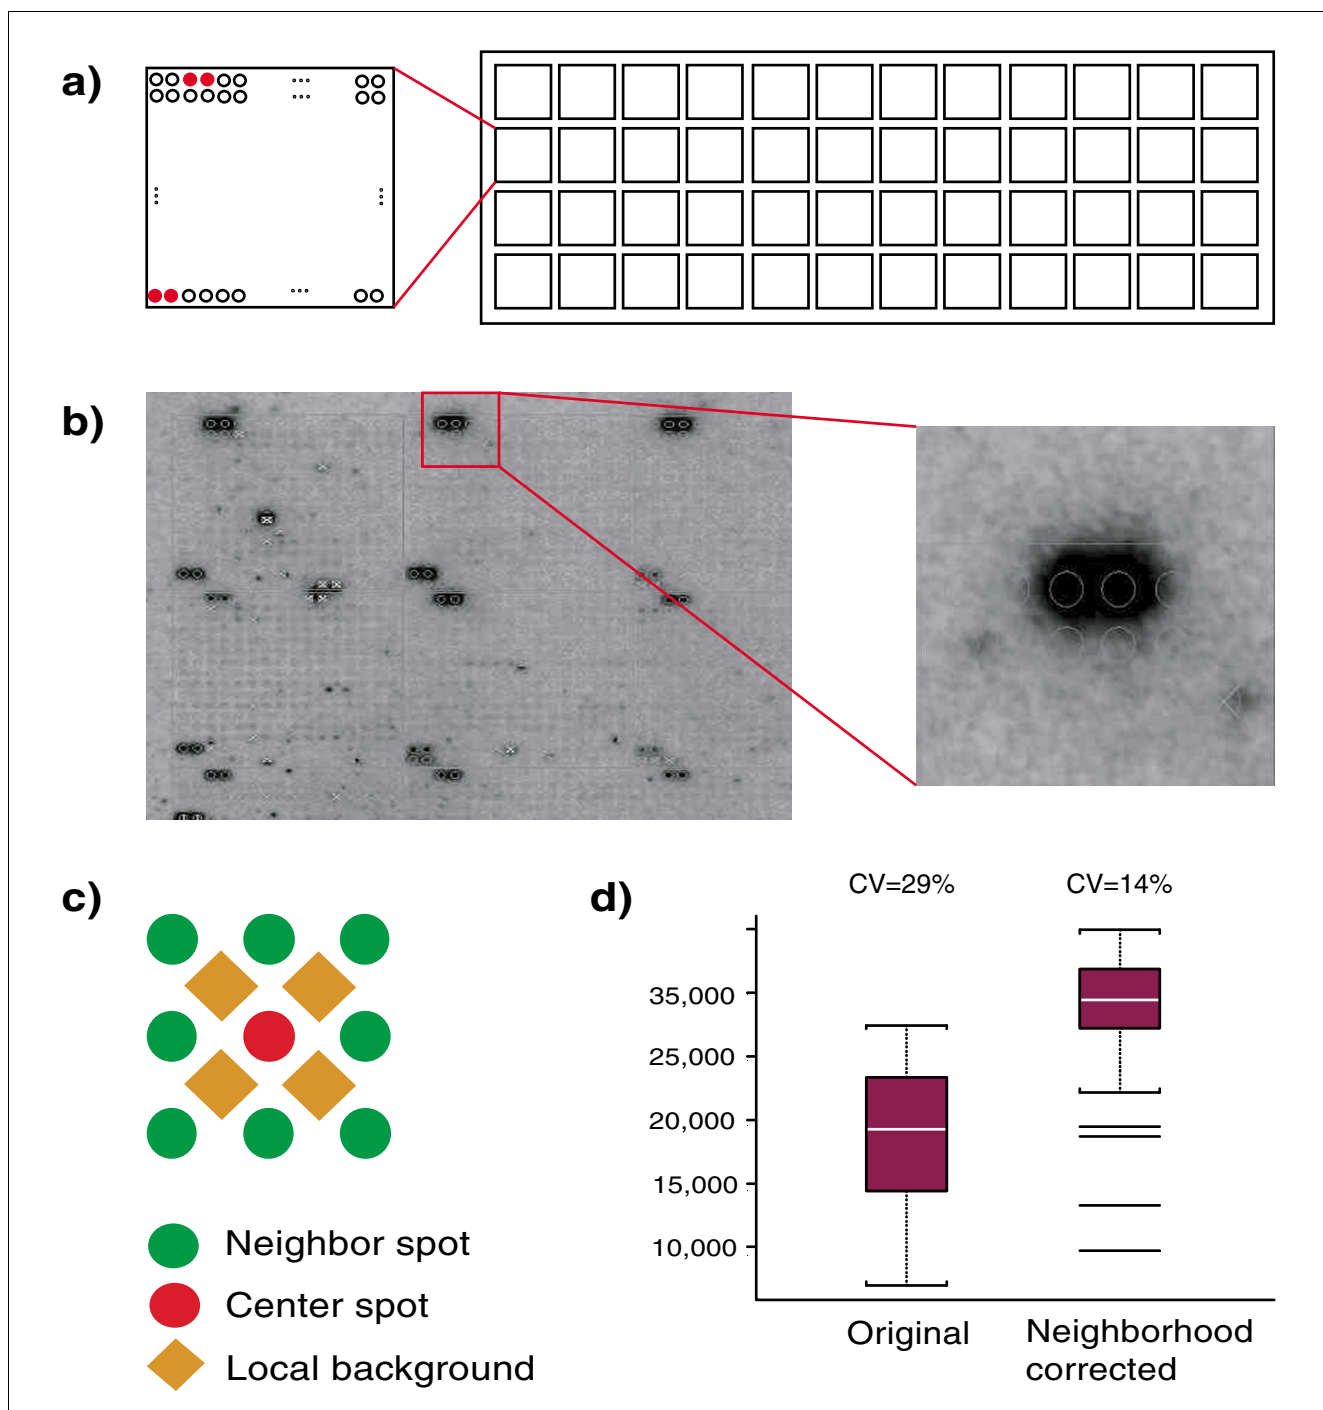 a)
b)
c)
Neighbor spot
Center spot
Local background
d)
CV=29%
CV=14%
35,000
25,000
20,000
15,000
10,000
Original
Neighborhood
corrected